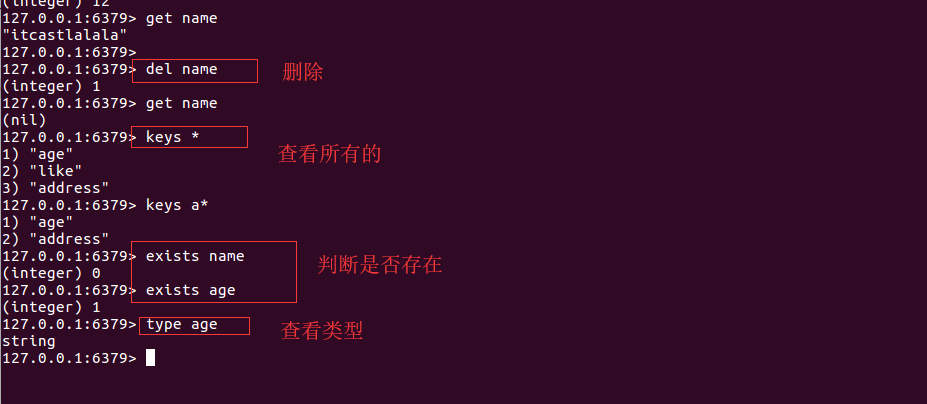 (integer) 12
127.0.0.1:6379> get name
"itcastlalala"
127.0.0.1:6379>
127.0.0.1:6379> del name 删除
(integer) 1
127.0.0.1:6379> get name
(nil)
127.0.0.1:6379> keys *
查看所有的
1) "age"
2) "like"
3) "address"
127.0.0.1:6379> keys a*
1) "age"
2) "address"
127.0.0.1:6379> exists name
判断是否存在
(integer) 0
127.0.0.1:6379> exists age
(integer) 1
127.0.0.1:6379> type age 查看类型
string
127.0.0.1:6379>